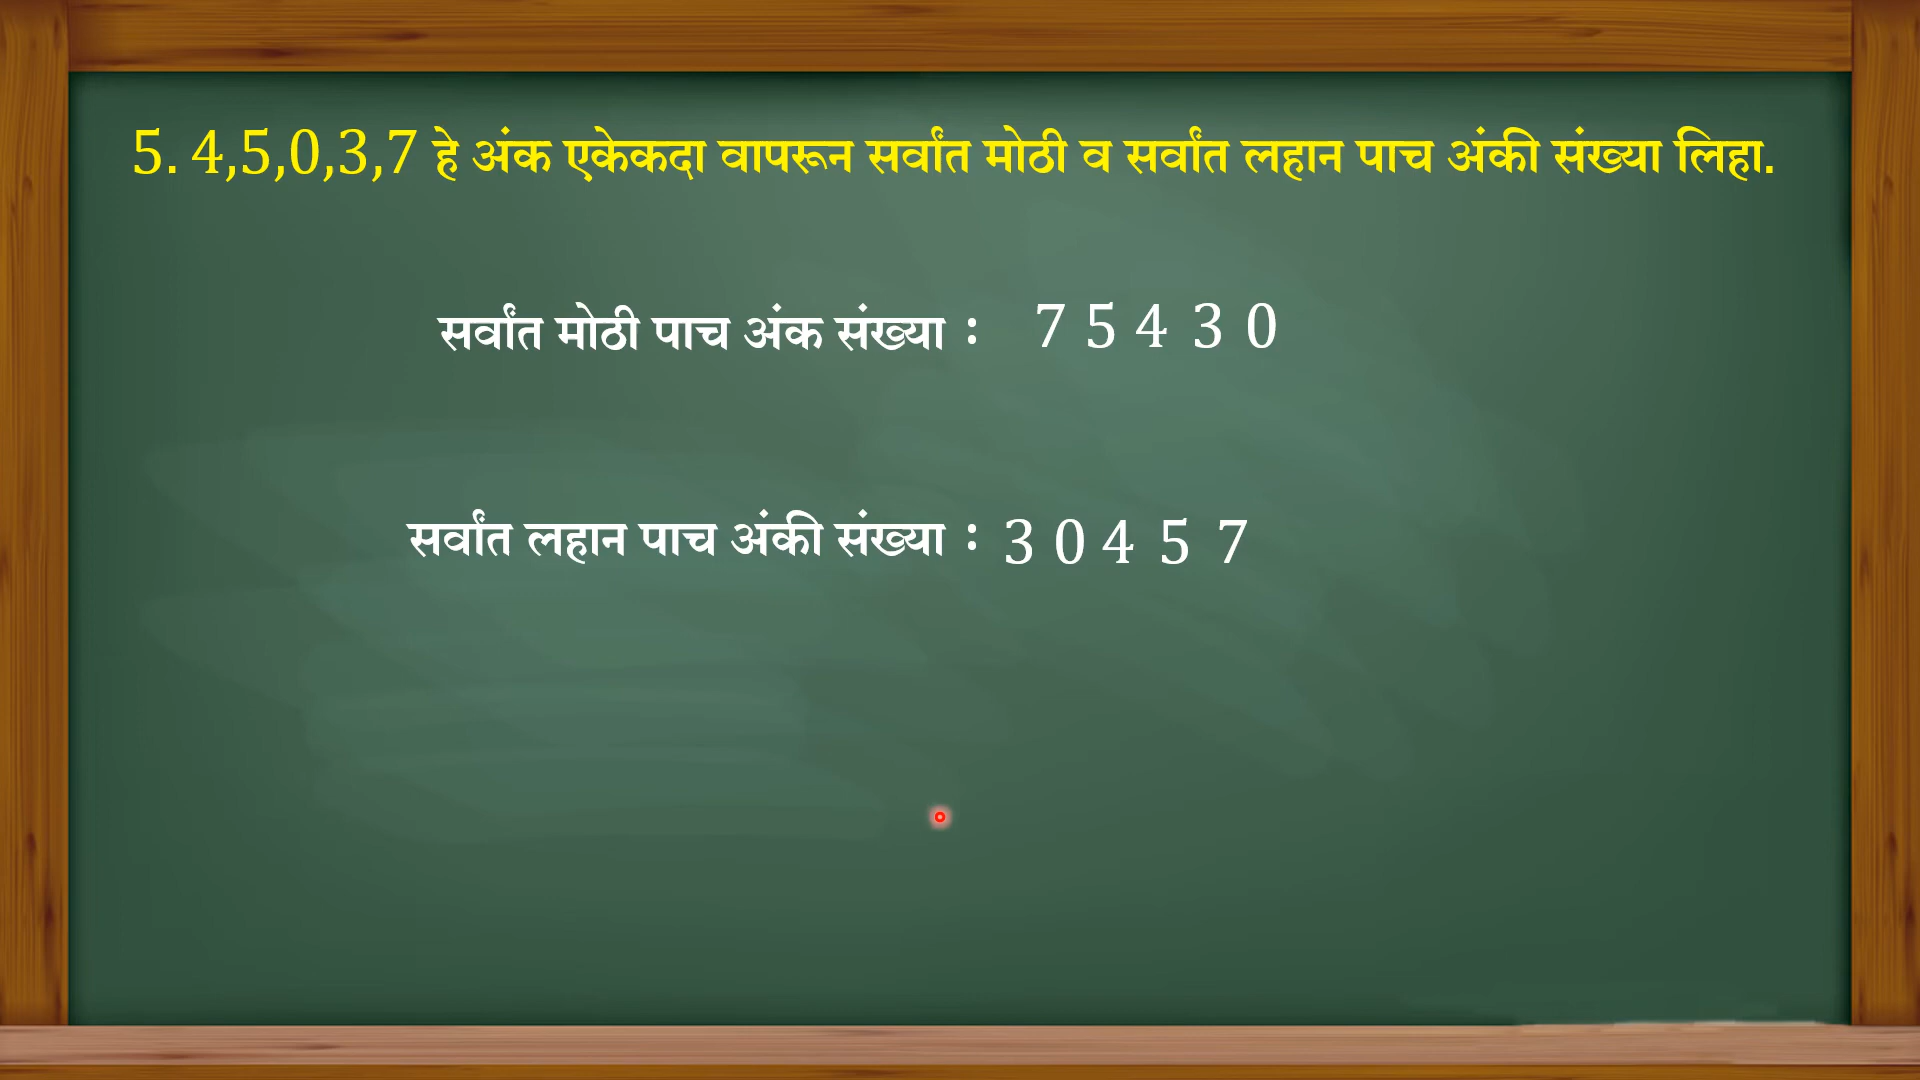 5. 4,5,0,3,7 हे अंक एकेकदा वापरून सर्वांत मोठी व सर्वांत लहान पाच अंकी संख्या लिहा.
सर्वांत मोठी पाच अंक संख्या : 7 5 4 3 0
सर्वांत लहान पाच अंकी संख्या : 3 0 4 5 7